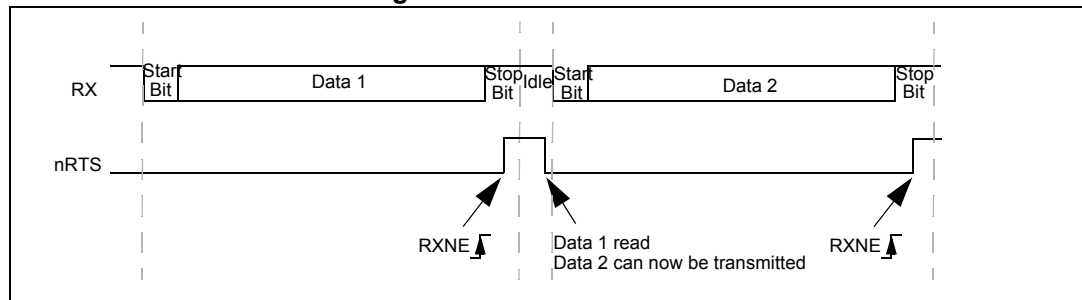 RX
Start
Bit
Data 1
Stop
Bit
Idle
Start
Bit
Data 2
Stop
Bit
nRTS
RXNE
Data 1 read
Data 2 can now be transmitted
RXNE